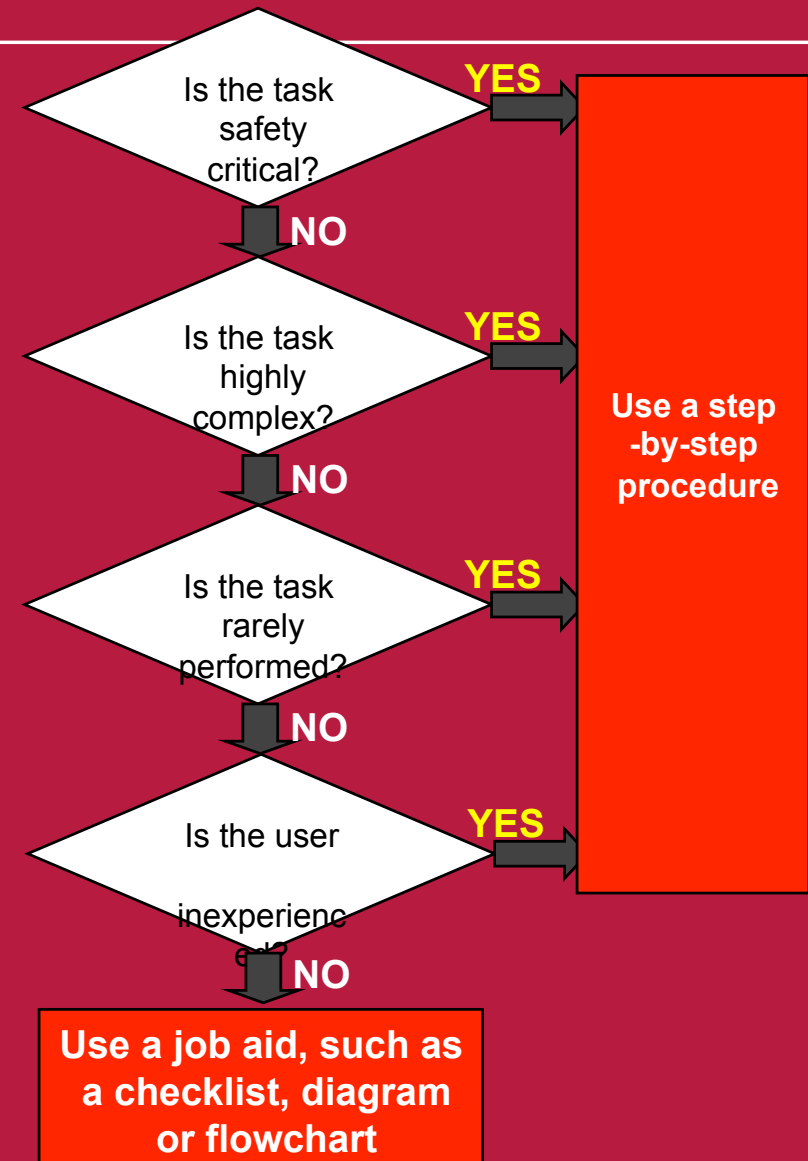 Is the task
safety
critical?
YES
NO
Is the task
highly
complex?
YES
NO
Use a step
-by-step
procedure
Is the task
rarely
performed?
YES
NO
Is the user
inexperienc
ed?
YES
NO
Use a job aid, such as
a checklist, diagram
or flowchart